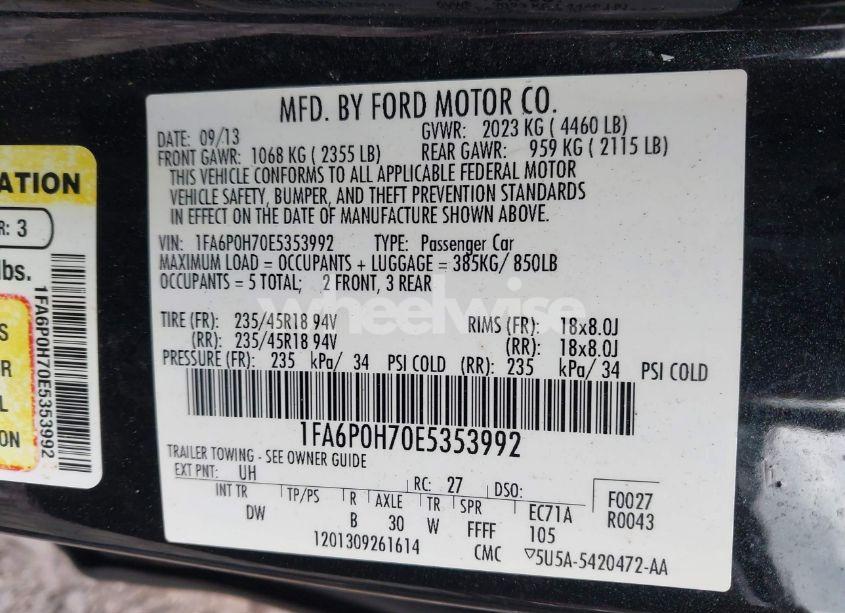 MFD. BY FORD MOTOR CO.
DATE: 09/13 GVWR: 2023 KG ( 4460 LB)
FRONT GAWR: 1068 KG ( 2355 LB) REAR GAWR: 959 KG ( 2115 LB)
THIS VEHICLE CONFORMS TO ALL APPLICABLE FEDERAL MOTOR
VEHICLE SAFETY, BUMPER, AND THEFT PREVENTION STANDARDS
IN EFFECT ON THE DATE OF MANUFACTURE SHOWN ABOVE.
VIN: 1FA6P0H70E5353992 TYPE: Passenger Car
MAXIMUM LOAD = OCCUPANTS + LUGGAGE = 385KG/ 850LB
OCCUPANTS = 5 TOTAL; 2 FRONT, 3 REAR
TIRE (FR): 235/45R18 94V RIMS (FR): 18x8.0J
(RR): 235/45R18 94V (RR): 18x8.0J
PRESSURE (FR): 235 kPa/ 34 PSI COLD (RR): 235 kPa/ 34 PSI COLD
1FA6P0H70E5353992
TRAILER TOWING - SEE OWNER GUIDE
EXT PNT: UH RC: 27 DSO: F0027
INT TR TP/PS R AXLE TR SPR EC71A R0043
DW B 30 W FFFF 105
1201309261614 CMC ▽5U5A-5420472-AA
ATION
R: 3
lbs.
S
ER
L
ON
1FA6P0H70E5353992
wheelwise